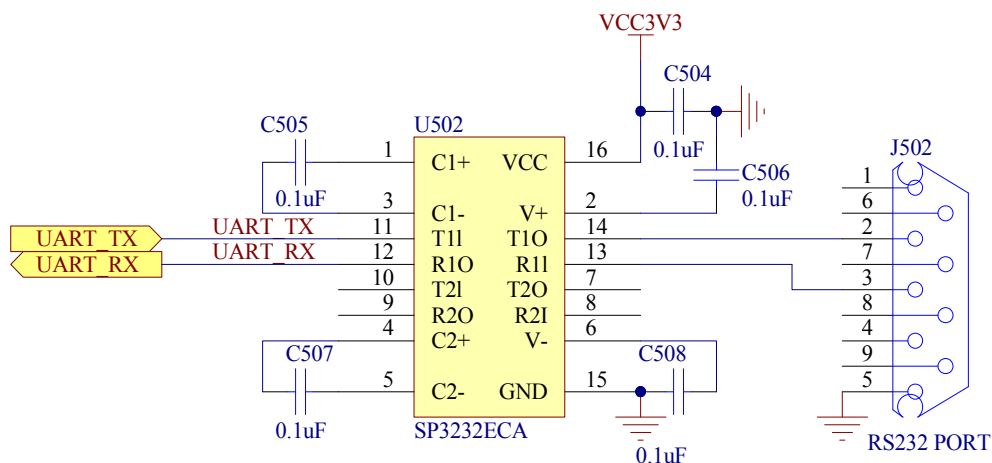 VCC3V3
C504
0.1uF
C506
0.1uF
C505
0.1uF
U502
1 C1+ VCC 16
3 C1- V+ 2
UART_TX UART_TX 11 T1l T1O 14
UART_RX UART_RX 12 R1O R1l 13
10 T2l T2O 7
9 R2O R2I 8
4 C2+ V- 6
5 C2- GND 15
SP3232ECA
C507
0.1uF
C508
0.1uF
J502
1
6
2
7
3
8
4
9
5
RS232 PORT